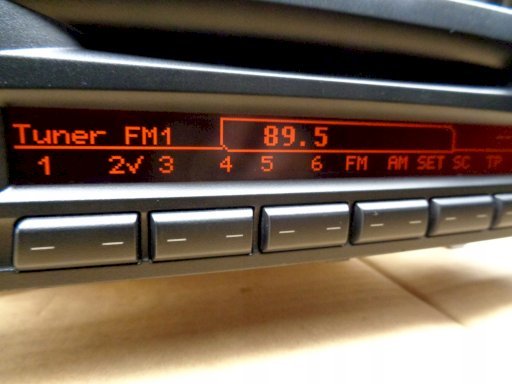 Tuner FM1 89.5
1 2✓ 3 4 5 6 FM AM SET SC TP